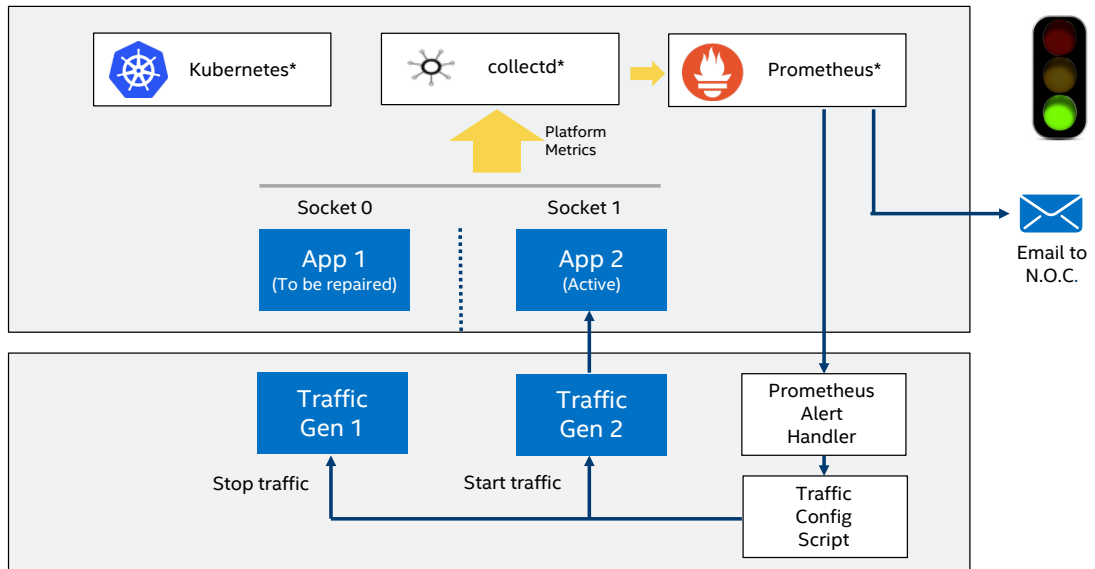 Kubernetes*
collectd*
Prometheus*
Platform
Metrics
Socket 0
Socket 1
App 1
(To be repaired)
App 2
(Active)
Email to
N.O.C.
Traffic
Gen 1
Traffic
Gen 2
Prometheus
Alert
Handler
Stop traffic
Start traffic
Traffic
Config
Script